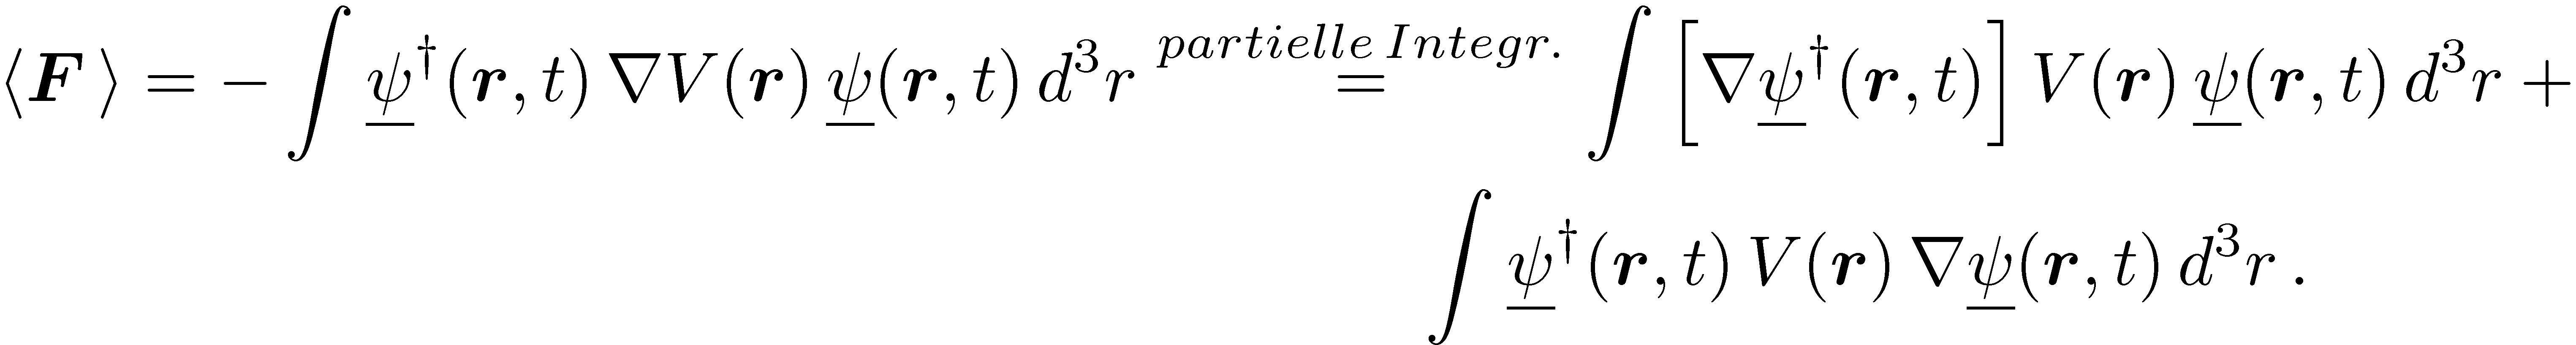 ⟨𝑭⟩ = − ∫ ψ̲†(𝒓, t) ∇V(𝒓) ψ̲(𝒓, t) d³r partielle Integr. = ∫ [∇ψ̲†(𝒓, t)] V(𝒓) ψ̲(𝒓, t) d³r +
∫ ψ̲†(𝒓, t) V(𝒓) ∇ψ̲(𝒓, t) d³r .